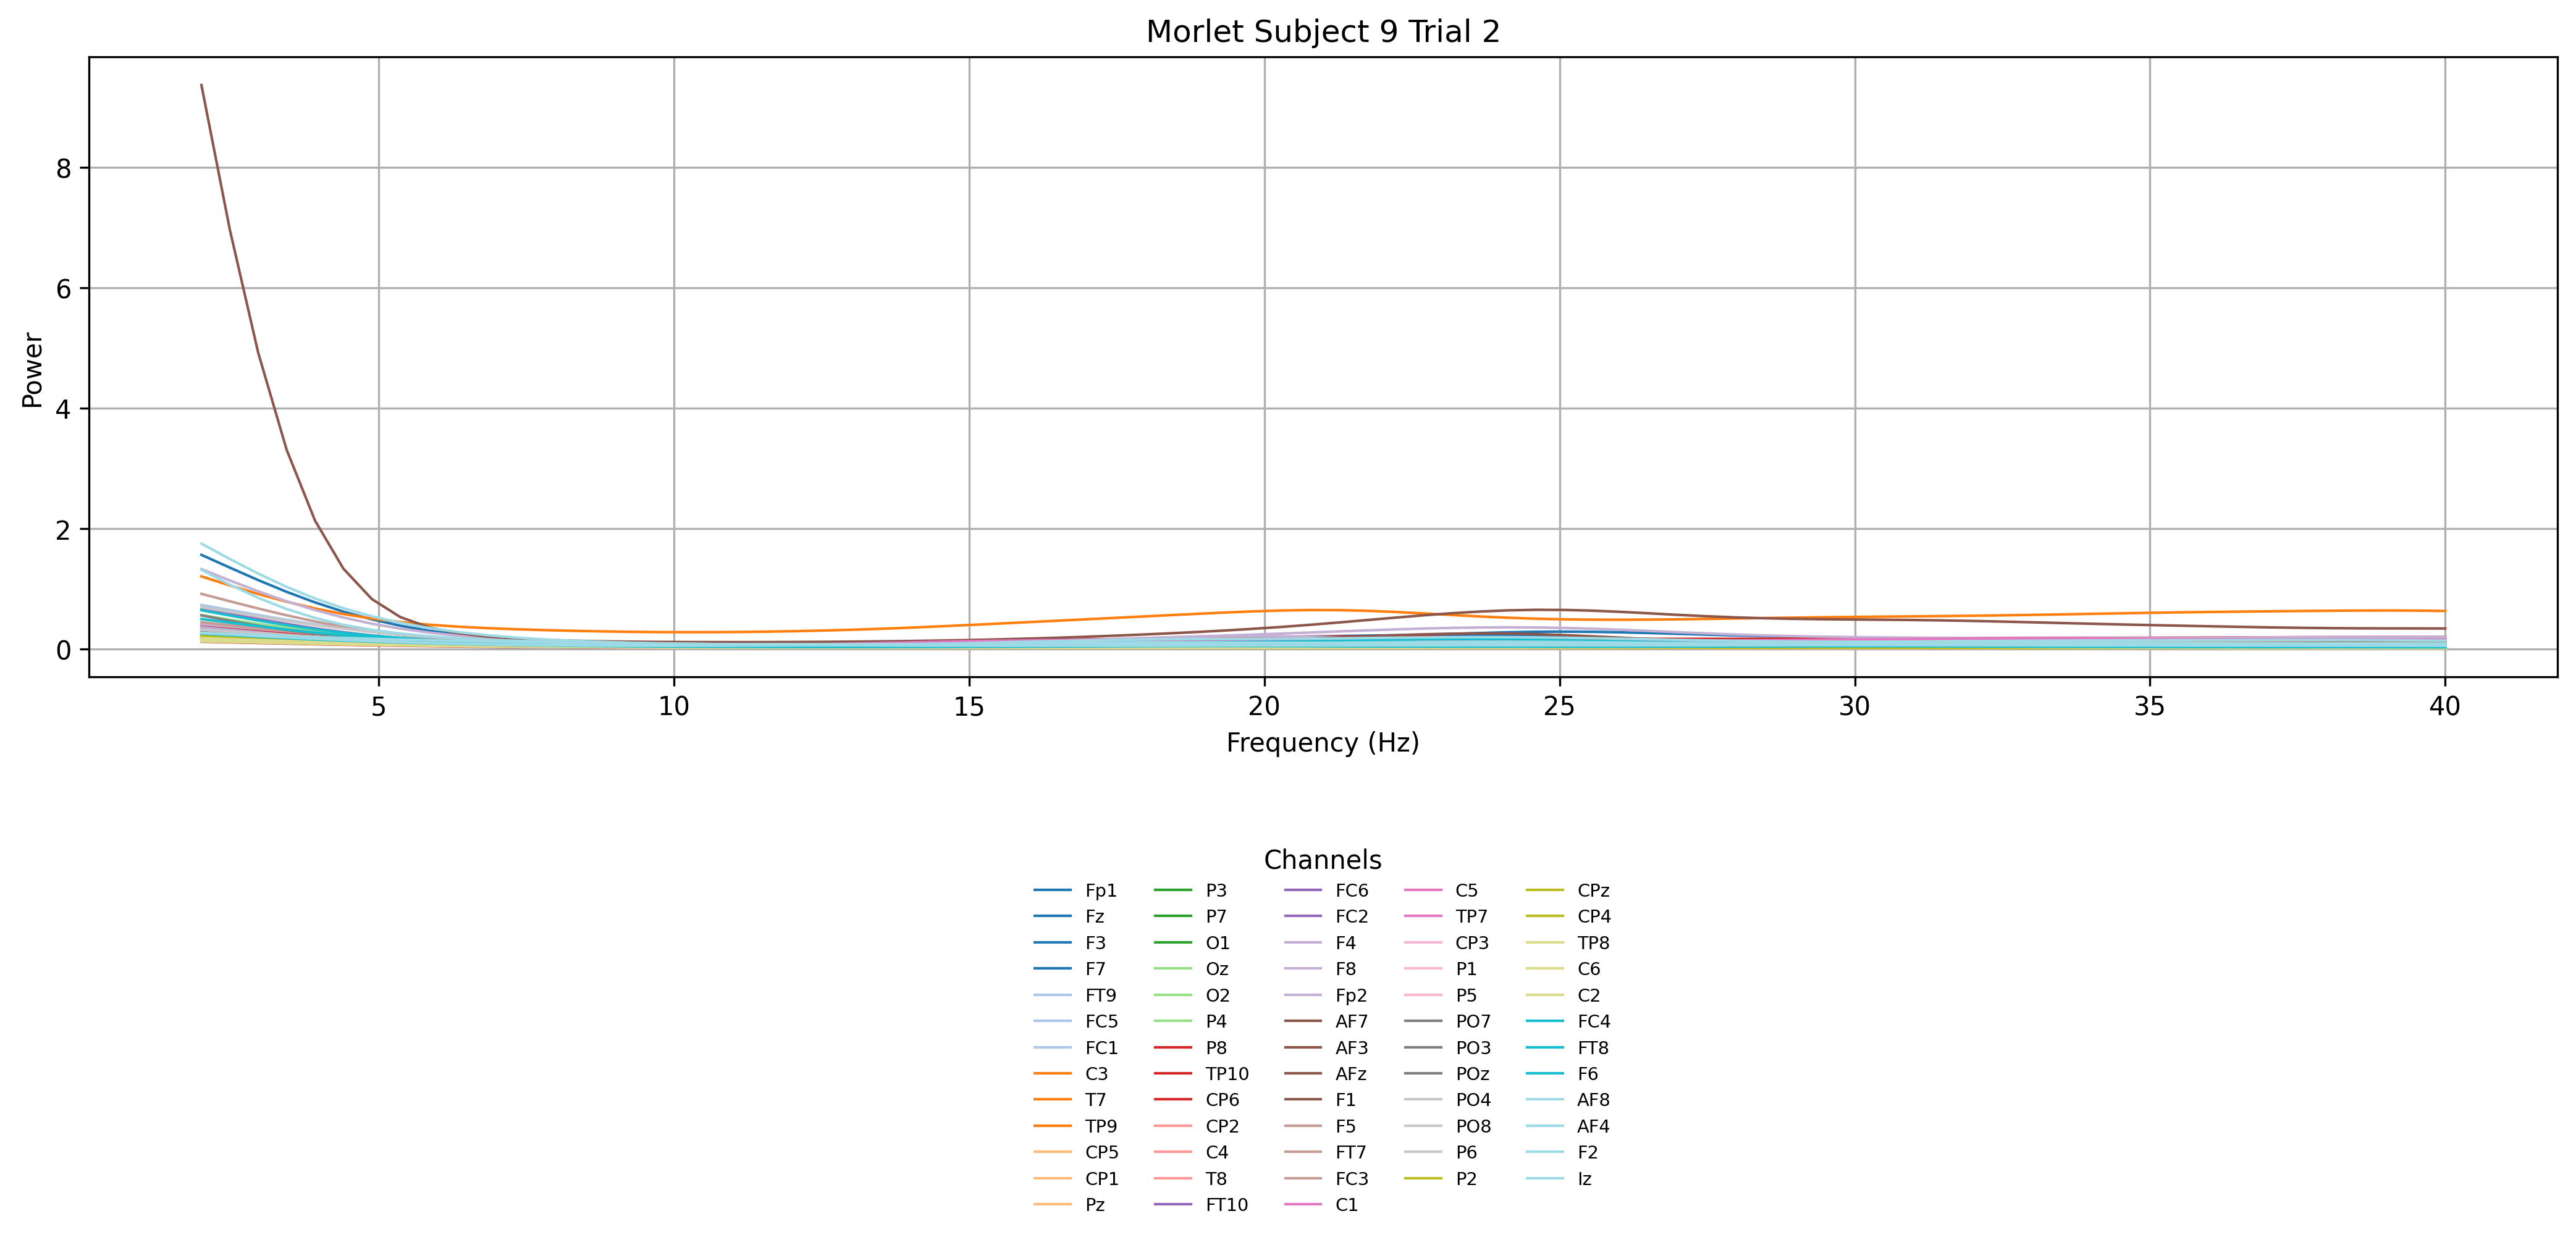 Morlet Subject 9 Trial 2
Power
8
6
4
2
0
5 10 15 20 25 30 35 40
Frequency (Hz)
Channels
Fp1 P3 FC6 C5 CPz
Fz P7 FC2 TP7 CP4
F3 O1 F4 CP3 TP8
F7 Oz F8 P1 C6
FT9 O2 Fp2 P5 C2
FC5 P4 AF7 PO7 FC4
FC1 P8 AF3 PO3 FT8
C3 TP10 AFz POz F6
T7 CP6 F1 PO4 AF8
TP9 CP2 F5 PO8 AF4
CP5 C4 FT7 P6 F2
CP1 T8 FC3 P2 Iz
Pz FT10 C1